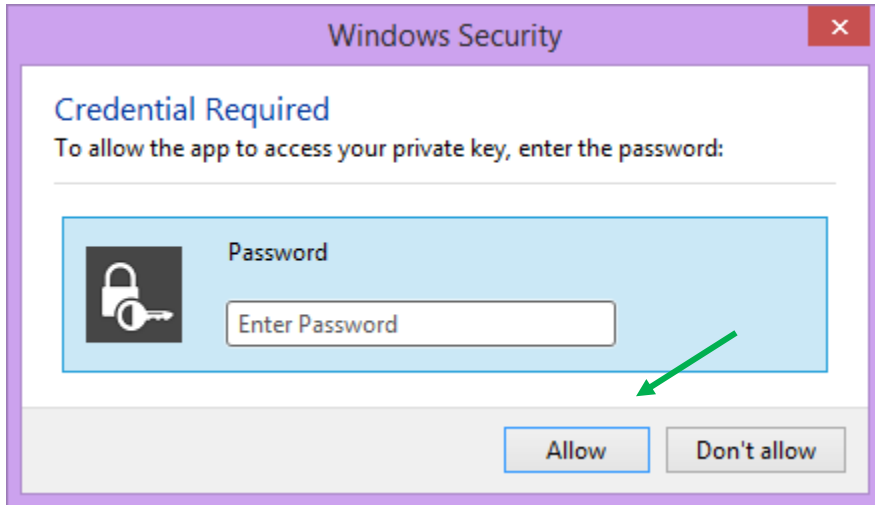 Windows Security
Credential Required
To allow the app to access your private key, enter the password:
Password
Enter Password
Allow
Don't allow